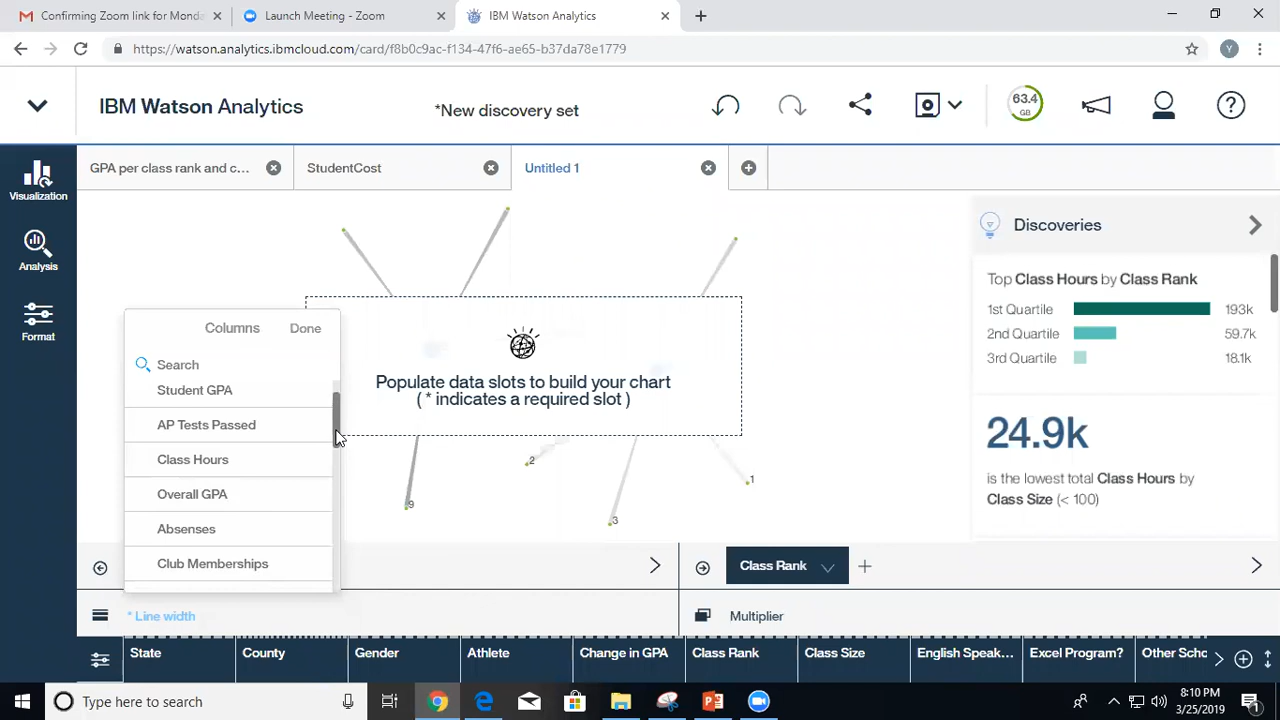 Confirming Zoom link for Monda
Launch Meeting - Zoom
IBM Watson Analytics
https://watson.analytics.ibmcloud.com/card/f8b0c9ac-f134-47f6-ae65-b37da78e1779
Y
IBM Watson Analytics
*New discovery set
63.4
GB
Visualization
Analysis
Format
GPA per class rank and c...
StudentCost
Untitled 1
Discoveries
Top Class Hours by Class Rank
1st Quartile 193k
2nd Quartile 59.7k
3rd Quartile 18.1k
24.9k
is the lowest total Class Hours by
Class Size (< 100)
Populate data slots to build your chart
( * indicates a required slot )
9
2
3
1
Columns
Done
Search
Student GPA
AP Tests Passed
Class Hours
Overall GPA
Absenses
Club Memberships
Class Rank
* Line width
Multiplier
State
County
Gender
Athlete
Change in GPA
Class Rank
Class Size
English Speak...
Excel Program?
Other Scho
Type here to search
8:10 PM
3/25/2019
1